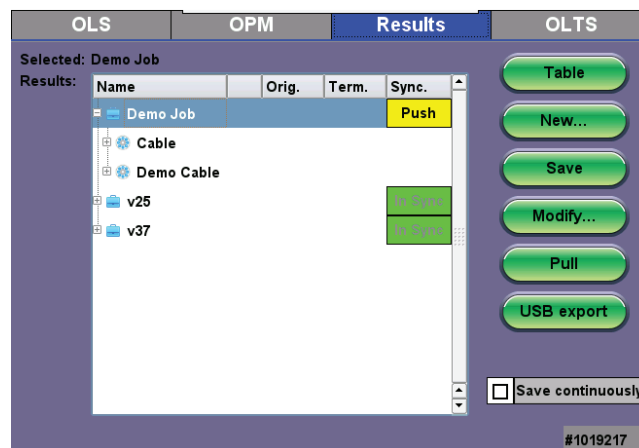 OLS OPM Results OLTS
Selected: Demo Job
Results:
Name Orig. Term. Sync.
Demo Job Push
Cable
Demo Cable
v25 In Sync
v37 In Sync
Table
New...
Save
Modify...
Pull
USB export
Save continuously
#1019217